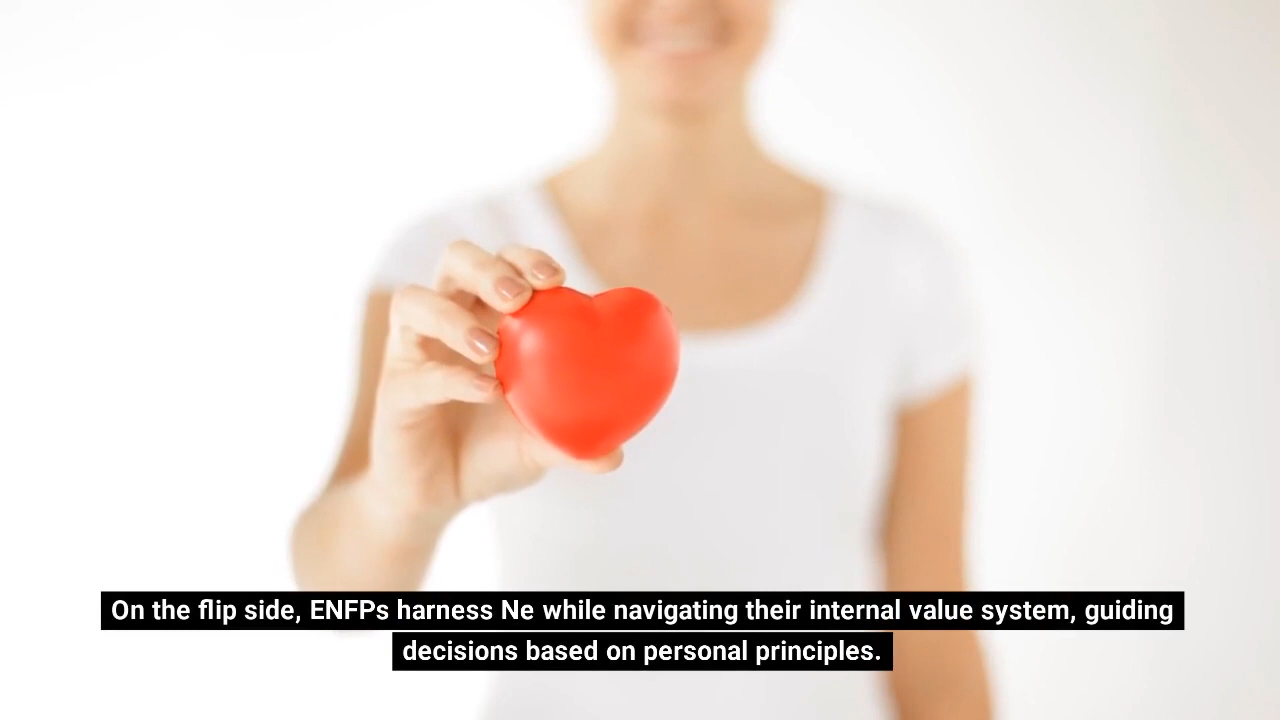 On the flip side, ENFPs harness Ne while navigating their internal value system, guiding
decisions based on personal principles.